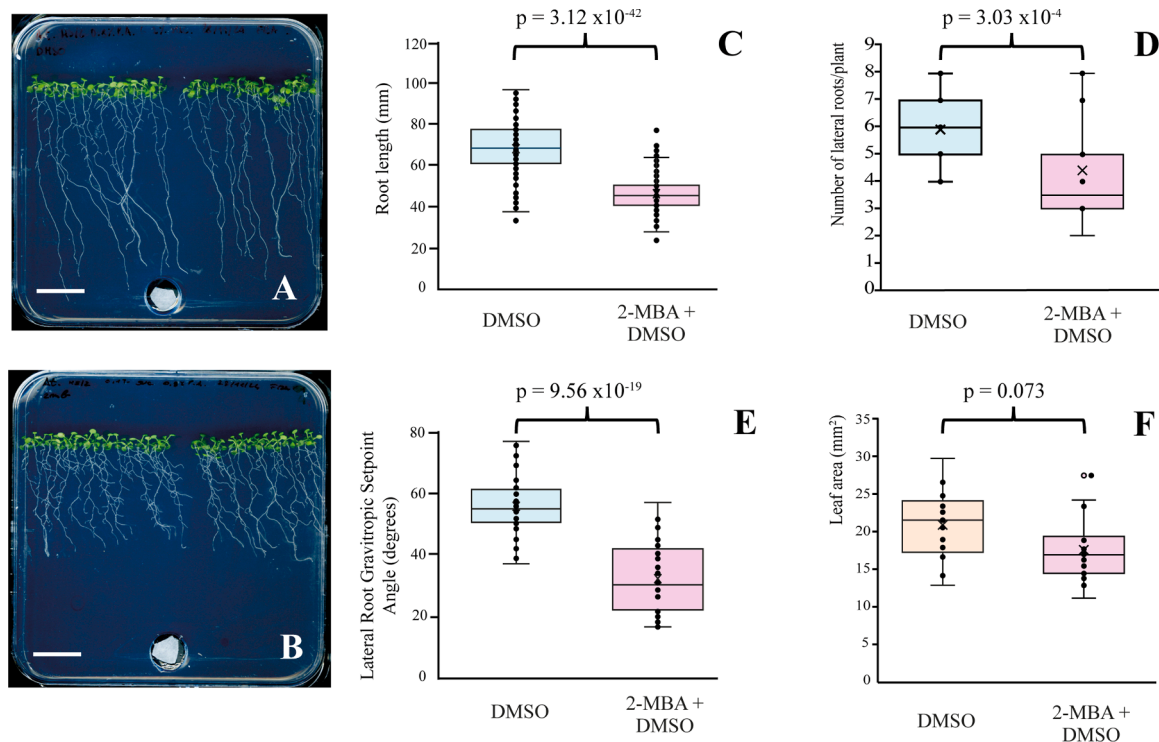 A
B
p = 3.12 x10-42
C
Root length (mm)
120
100
80
60
40
20
0
DMSO
2-MBA +
DMSO
p = 3.03 x10-4
D
Number of lateral roots/plant
9
8
7
6
5
4
3
2
1
0
DMSO
2-MBA +
DMSO
p = 9.56 x10-19
E
Lateral Root Gravitropic Setpoint
Angle (degrees)
80
60
40
20
0
DMSO
2-MBA +
DMSO
p = 0.073
F
Leaf area (mm2)
35
30
25
20
15
10
5
0
DMSO
2-MBA +
DMSO